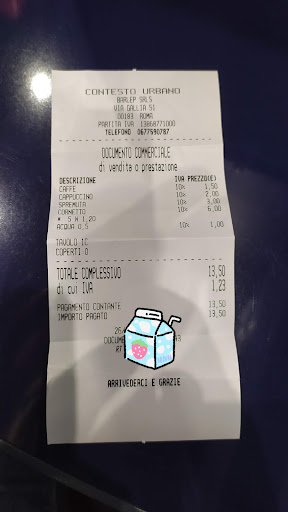 CONTESTO URBANO
BARLEP SRLS
VIA GALLIA 51
00183 ROMA
PARTITA IVA 13868771000
TELEFONO 0677590787
DOCUMENTO COMMERCIALE
di vendita o prestazione
DESCRIZIONE IVA PREZZO(€)
CAFFE 10% 1,50
CAPPUCCINO 10% 2,00
SPREMUTA 10% 3,00
CORNETTO 10% 6,00
* 5 N 1,20
ACQUA 0,5 10% 1,00
TAVOLO 1C
COPERTI 0
TOTALE COMPLESSIVO 13,50
di cui IVA 1,23
PAGAMENTO CONTANTE 13,50
IMPORTO PAGATO 13,50
ARRIVEDERCI E GRAZIE